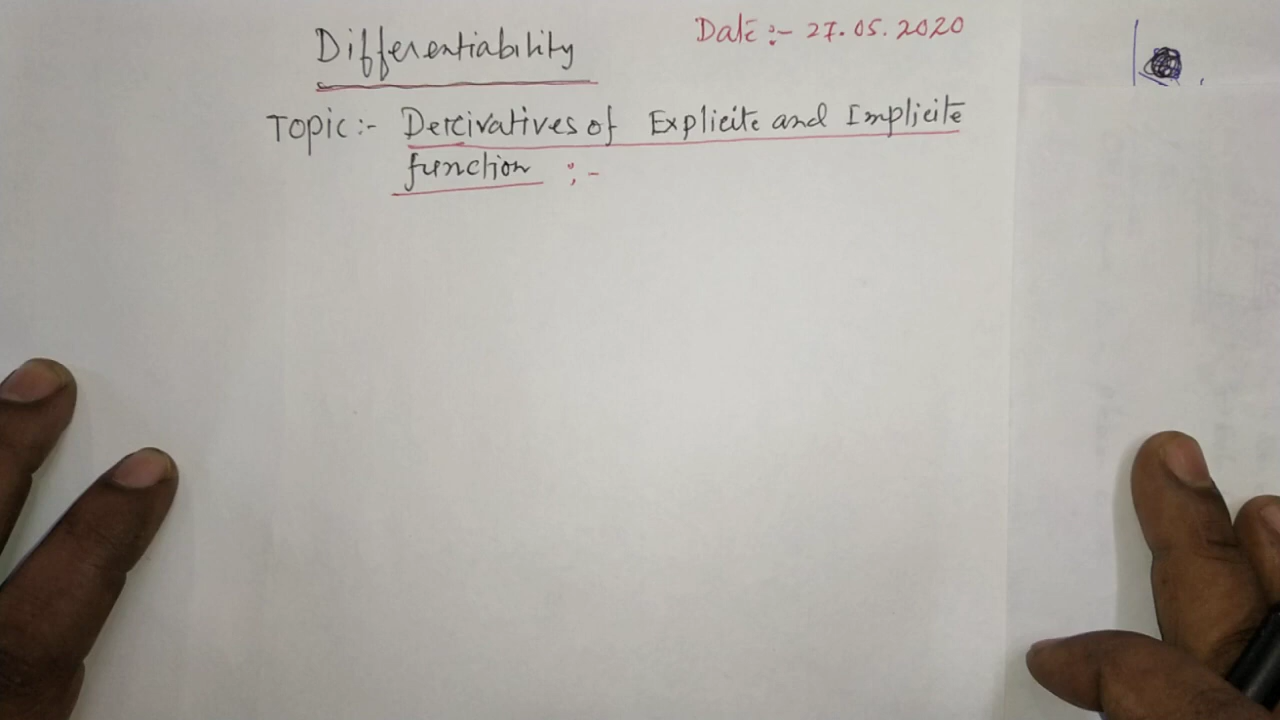 Differentiability
Date :- 27.05.2020
Topic:- Dercivatives of Explicite and Implicite
function :-